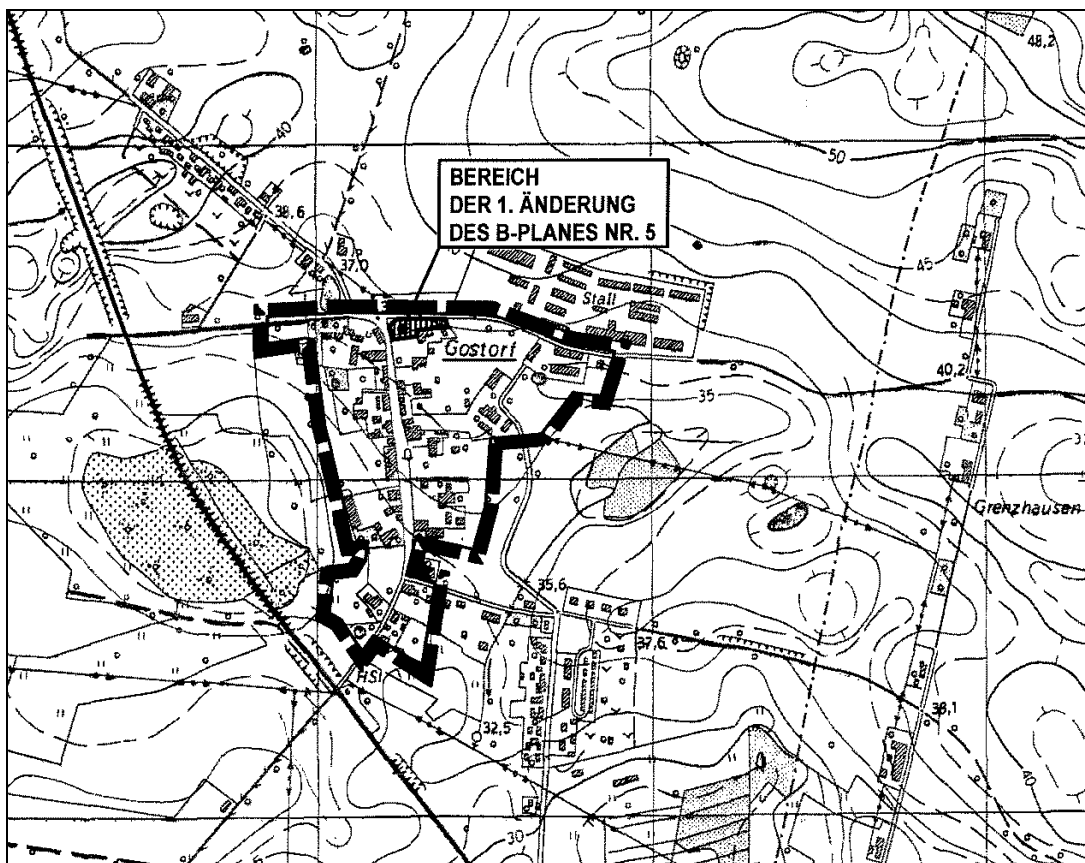 48,2
40
50
BEREICH
DER 1. ÄNDERUNG
DES B-PLANES NR. 5
38,6
37,0
45
Stall
Gostorf
40,2
35
Grenzhausen
35,6
37,6
HSt
38,1
32,5
40
30